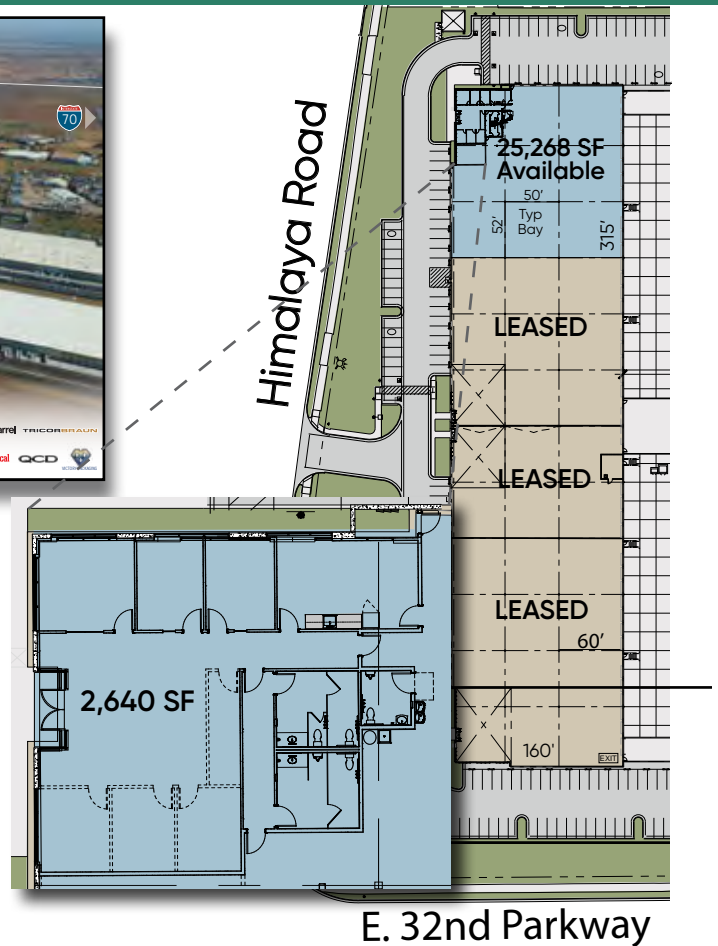 70
Himalaya Road
25,268 SF
Available
50'
Typ
Bay
52'
315'
LEASED
LEASED
LEASED
60'
160'
EXIT
2,640 SF
TRICORBRAUN
QCD
E. 32nd Parkway